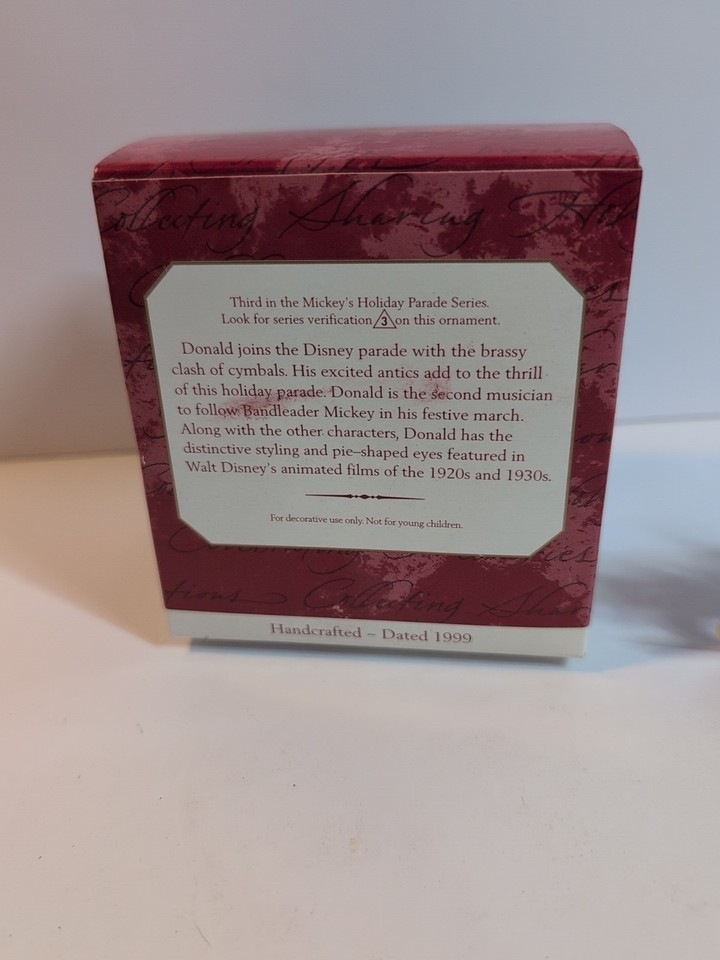 Collecting Sharing
Third in the Mickey's Holiday Parade Series.
Look for series verification 3 on this ornament.
Donald joins the Disney parade with the brassy
clash of cymbals. His excited antics add to the thrill
of this holiday parade. Donald is the second musician
to follow Bandleader Mickey in his festive march.
Along with the other characters, Donald has the
distinctive styling and pie–shaped eyes featured in
Walt Disney's animated films of the 1920s and 1930s.
For decorative use only. Not for young children.
Collecting Shar
Handcrafted ~ Dated 1999